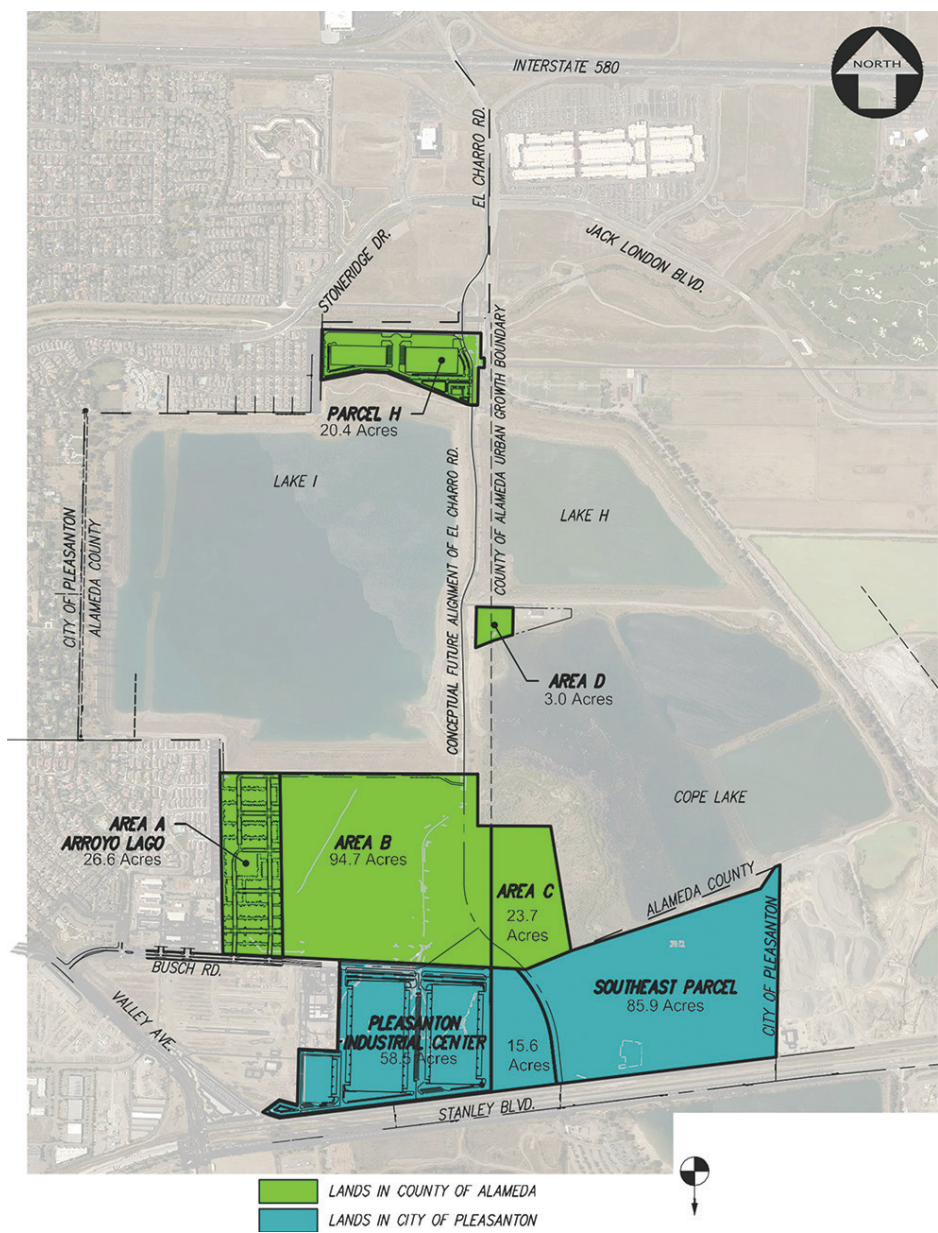 INTERSTATE 580
NORTH
EL CHARRO RD.
STONERIDGE DR.
JACK LONDON BLVD.
COUNTY OF ALAMEDA URBAN GROWTH BOUNDARY
PARCEL H
20.4 Acres
LAKE I
LAKE H
CITY OF PLEASANTON
ALAMEDA COUNTY
CONCEPTUAL FUTURE ALIGNMENT OF EL CHARRO RD.
AREA D
3.0 Acres
COPE LAKE
AREA A
ARROYO LAGO
26.6 Acres
AREA B
94.7 Acres
AREA C
23.7
Acres
ALAMEDA COUNTY
CITY OF PLEASANTON
BUSCH RD.
VALLEY AVE.
SOUTHEAST PARCEL
85.9 Acres
PLEASANTON
INDUSTRIAL CENTER
58.5 Acres
15.6
Acres
STANLEY BLVD.
LANDS IN COUNTY OF ALAMEDA
LANDS IN CITY OF PLEASANTON